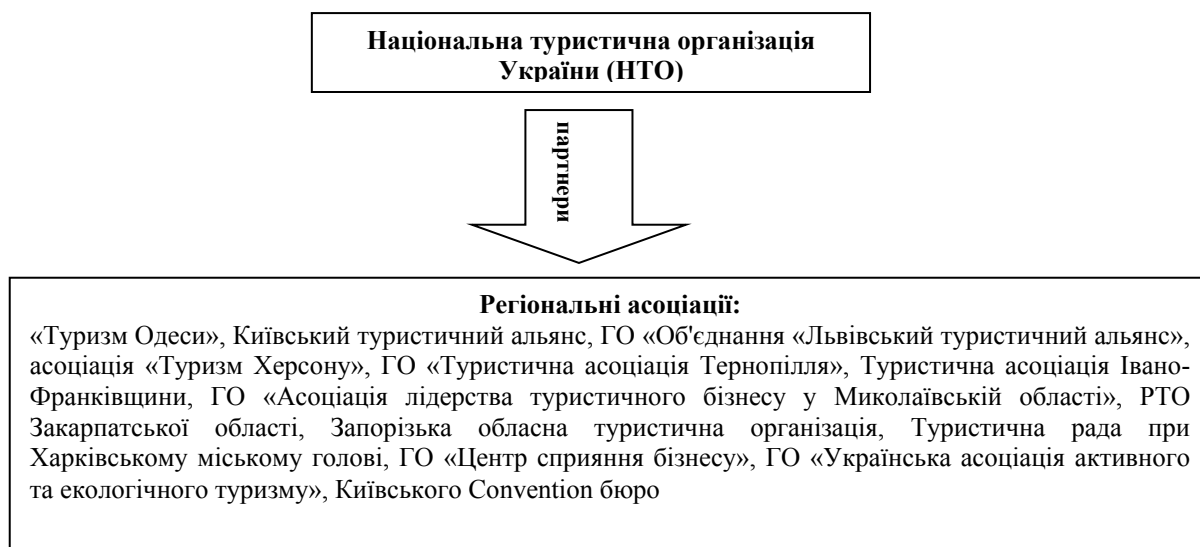 Національна туристична організація
України (НТО)
партнери
Регіональні асоціації:
«Туризм Одеси», Київський туристичний альянс, ГО «Об'єднання «Львівський туристичний альянс»,
асоціація «Туризм Херсону», ГО «Туристична асоціація Тернопілля», Туристична асоціація Івано-
Франківщини, ГО «Асоціація лідерства туристичного бізнесу у Миколаївській області», РТО
Закарпатської області, Запорізька обласна туристична організація, Туристична рада при
Харківському міському голові, ГО «Центр сприяння бізнесу», ГО «Українська асоціація активного
та екологічного туризму», Київського Convention бюро